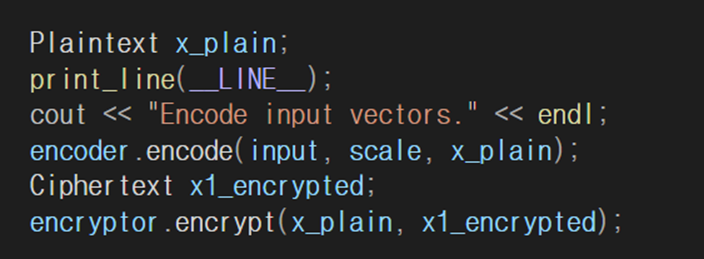 Plaintext x_plain;
print_line(__LINE__);
cout << "Encode input vectors." << endl;
encoder.encode(input, scale, x_plain);
Ciphertext x1_encrypted;
encryptor.encrypt(x_plain, x1_encrypted);